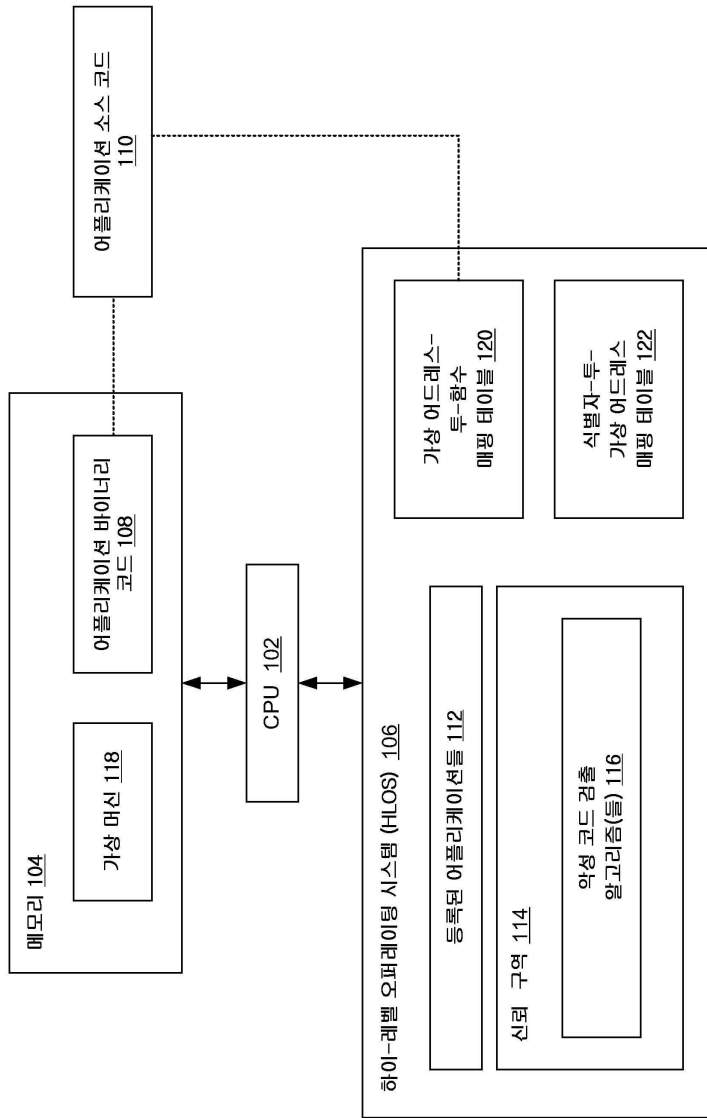 메모리 104
가상 머신 118
어플리케이션 바이너리
코드 108
어플리케이션 소스 코드
110
CPU 102
하이-레벨 오퍼레이팅 시스템 (HLOS) 106
등록된 어플리케이션들 112
신뢰 구역 114
악성 코드 검출
알고리즘(들) 116
가상 어드레스-
투-함수
매핑 테이블 120
식별자-투-
가상 어드레스
매핑 테이블 122